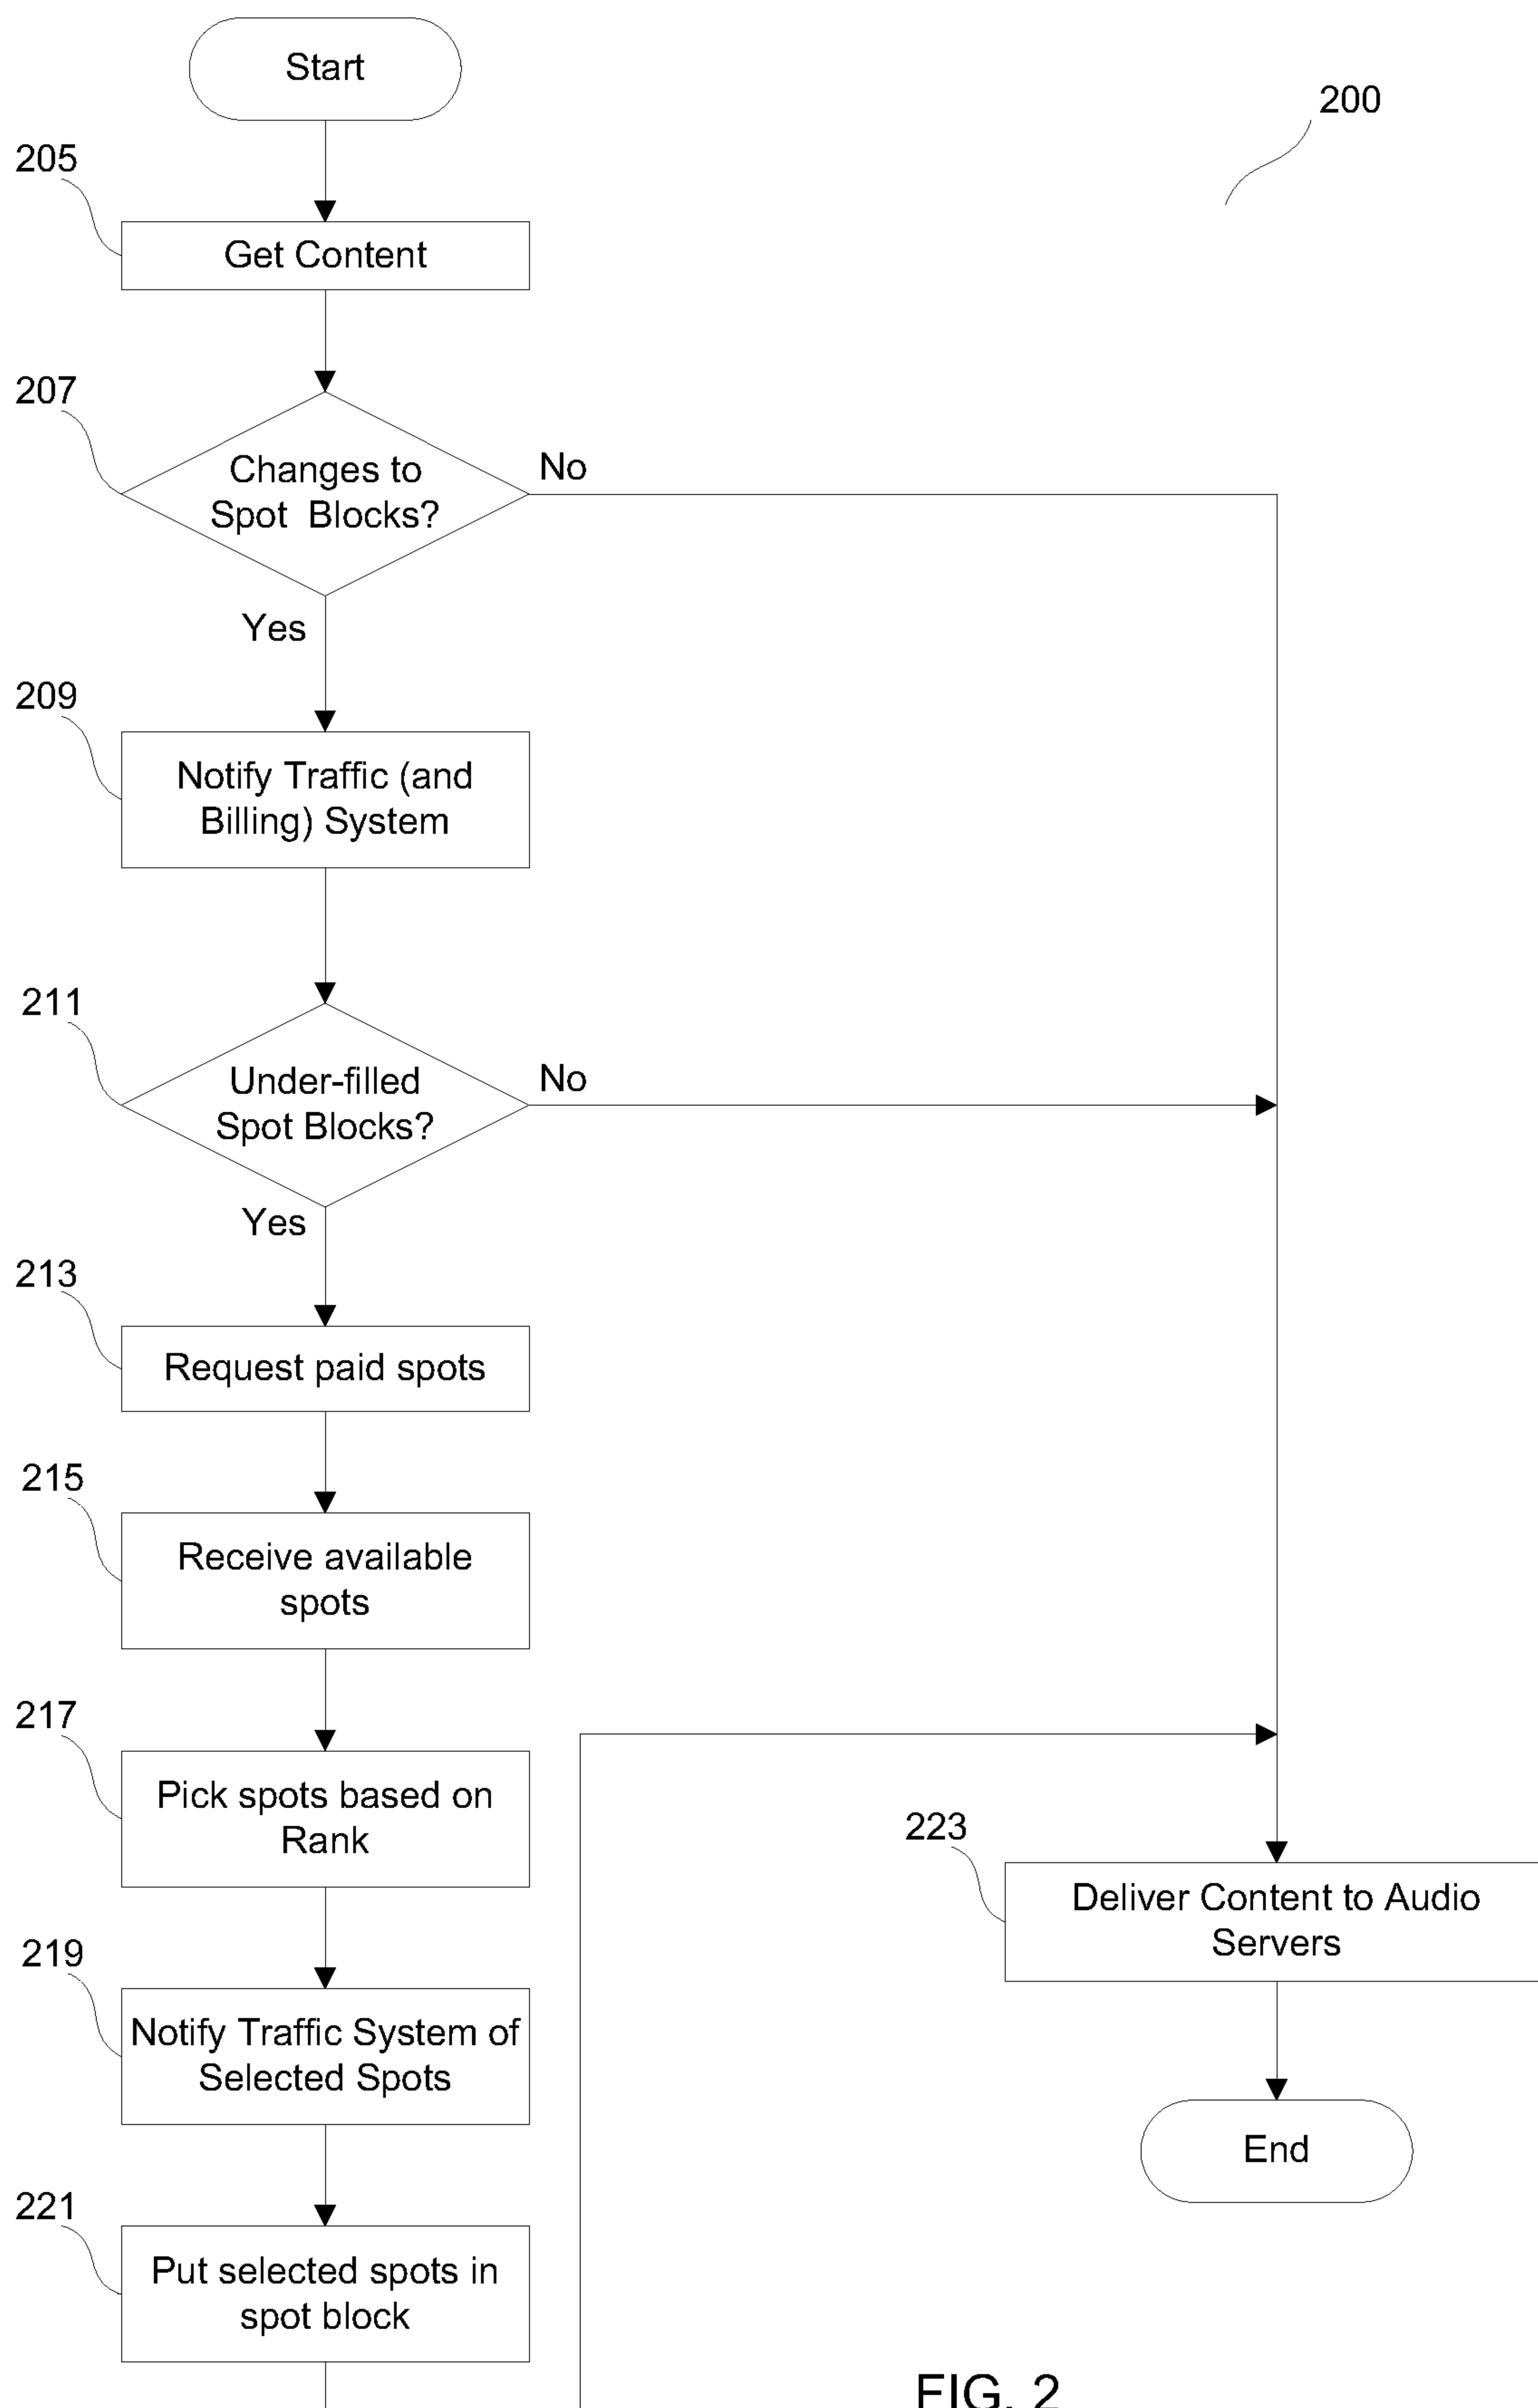 Start
200
205
Get Content
207
Changes to
Spot Blocks?
No
Yes
209
Notify Traffic (and
Billing) System
211
Under-filled
Spot Blocks?
No
Yes
213
Request paid spots
215
Receive available
spots
217
Pick spots based on
Rank
223
Deliver Content to Audio
Servers
219
Notify Traffic System of
Selected Spots
End
221
Put selected spots in
spot block
FIG. 2